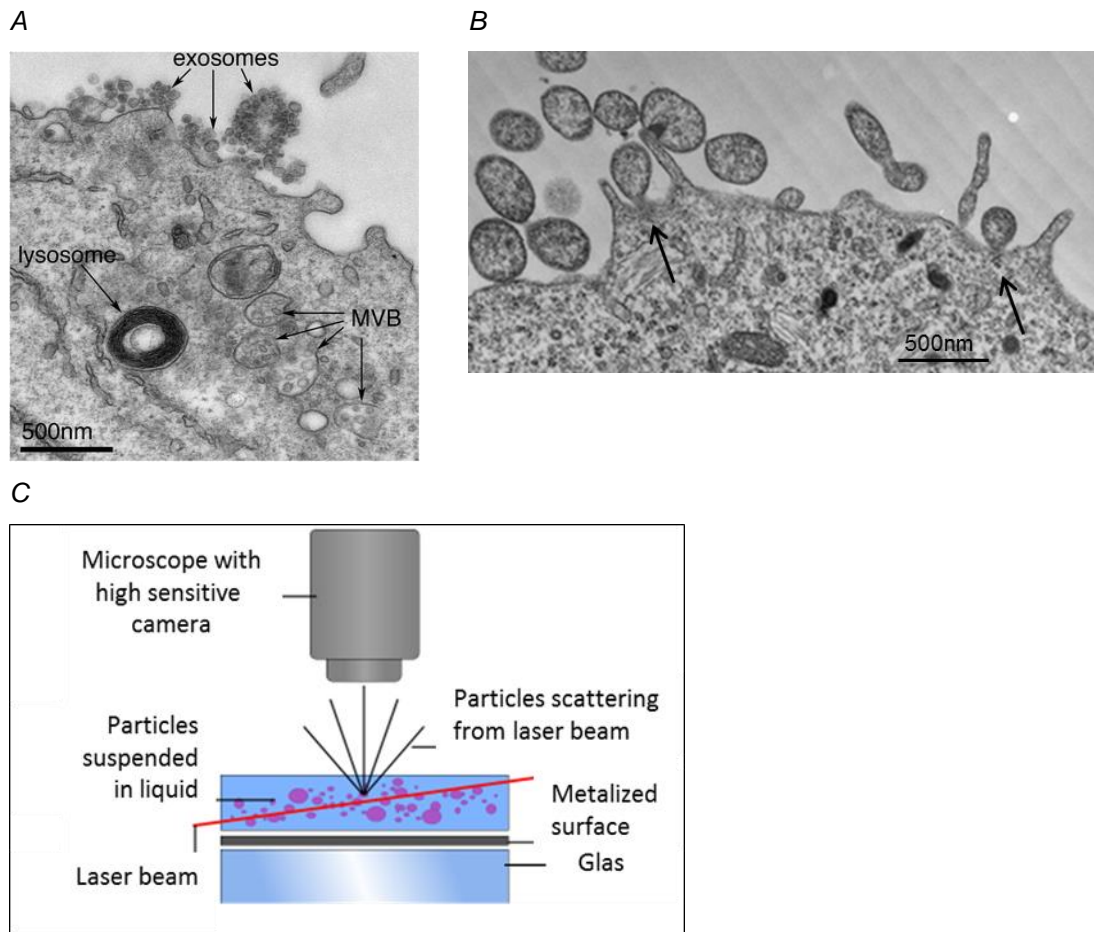 A
B
exosomes
lysosome
MVB
500nm
500nm
C
Microscope with
high sensitive
camera
Particles scattering
from laser beam
Particles
suspended
in liquid
Metalized
surface
Laser beam
Glas